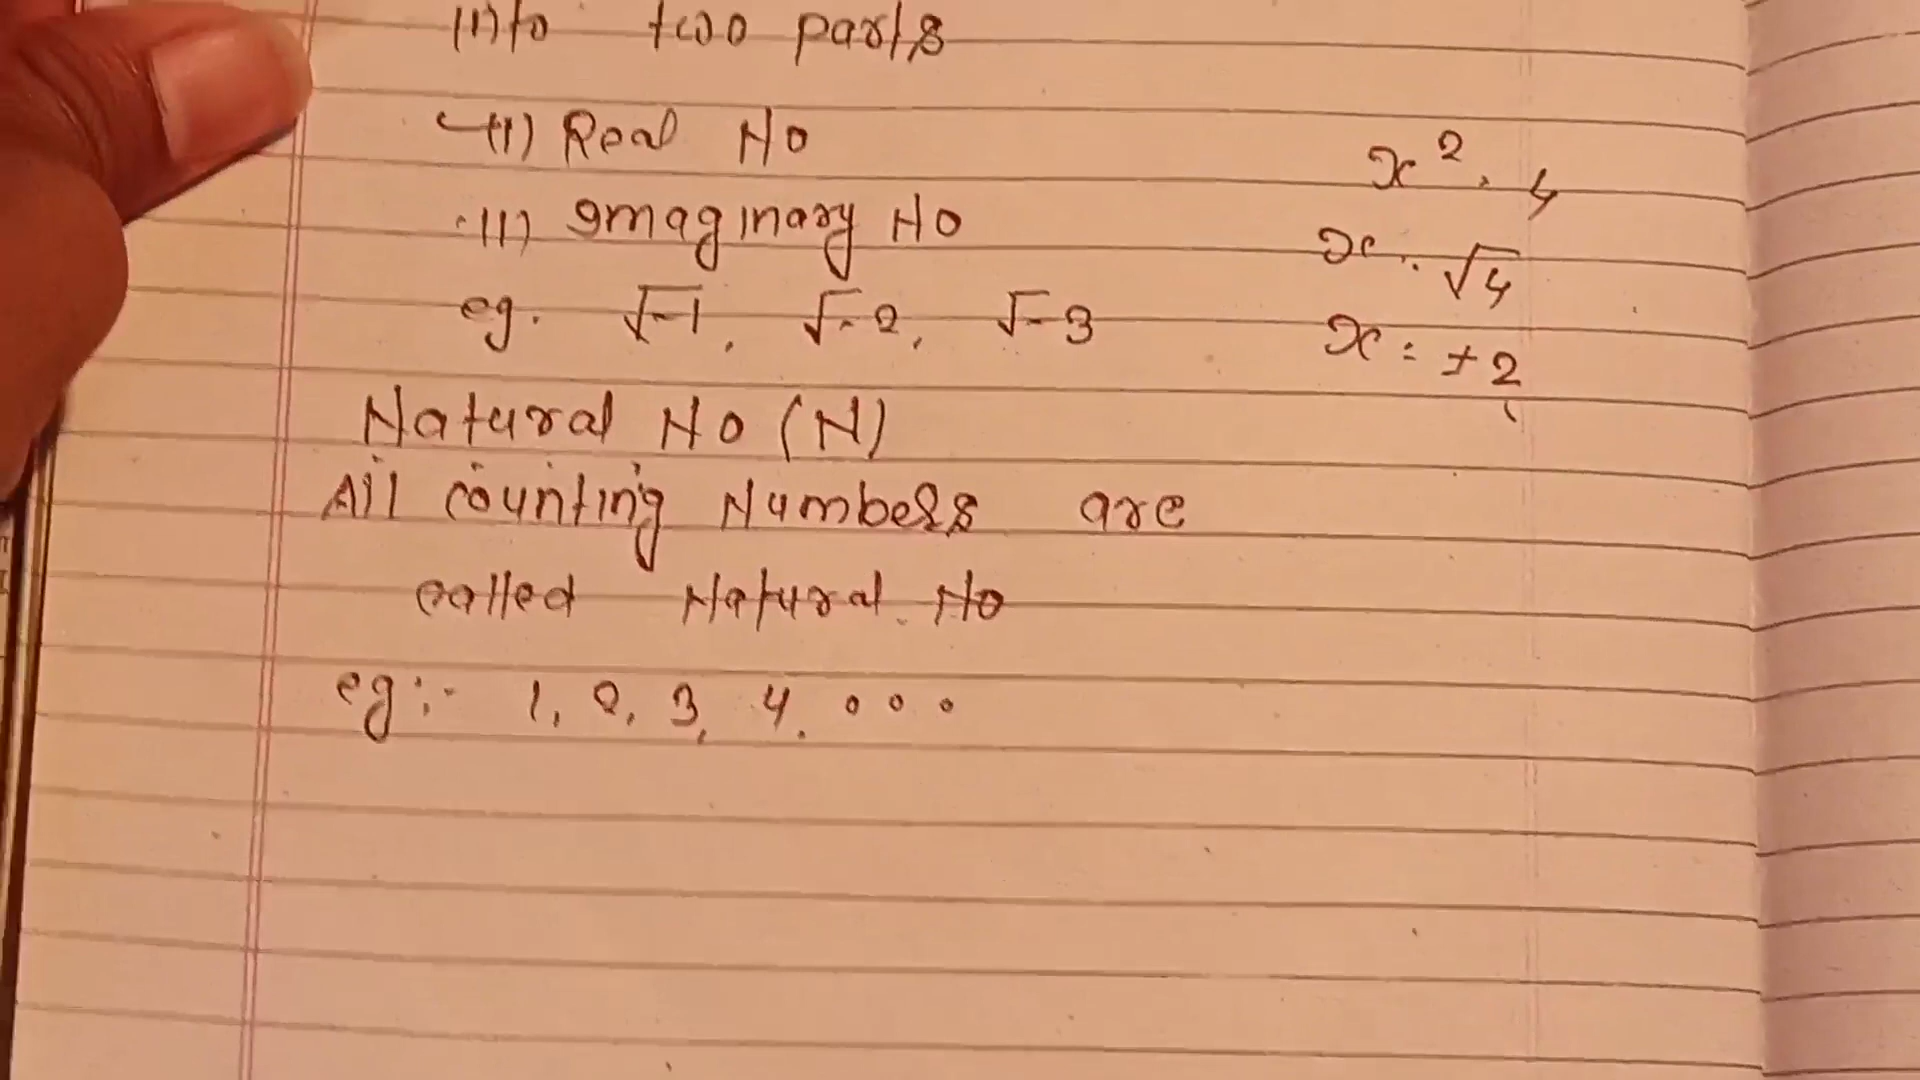 into two parts
(i) Real No
(ii) Imaginary No
eg. √-1, √-2, √-3
x² = 4
x = √4
x = ±2
Natural No (N)
All counting Numbers are
called Natural No
eg:- 1, 2, 3, 4, ...